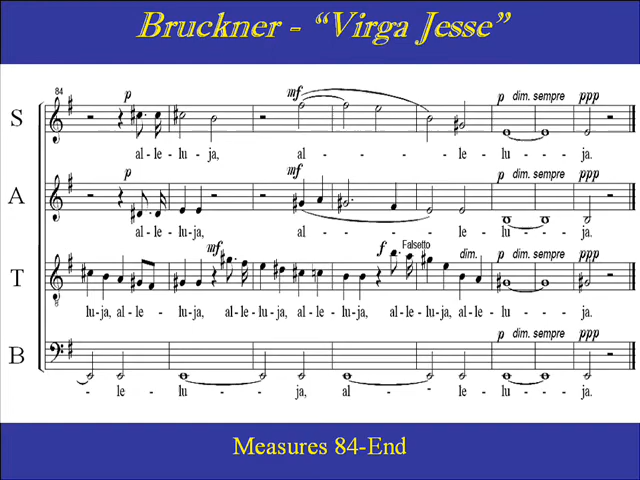 Bruckner - “Virga Jesse”
84 p mf p dim. sempre ppp
S
al - le - lu - ja, al - - - le - lu - - ja.
p mf p dim. sempre ppp
A
al - le - lu - ja, al - - - le - lu - - ja.
mf f Falsetto dim. p dim. sempre ppp
T
lu-ja, al-le - lu-ja, al-le-lu-ja, al-le - lu-ja, al-le-lu-ja, al-le - lu - - ja.
p dim. sempre ppp
B
- le - lu - - ja, al - - le - lu - - ja.
Measures 84-End